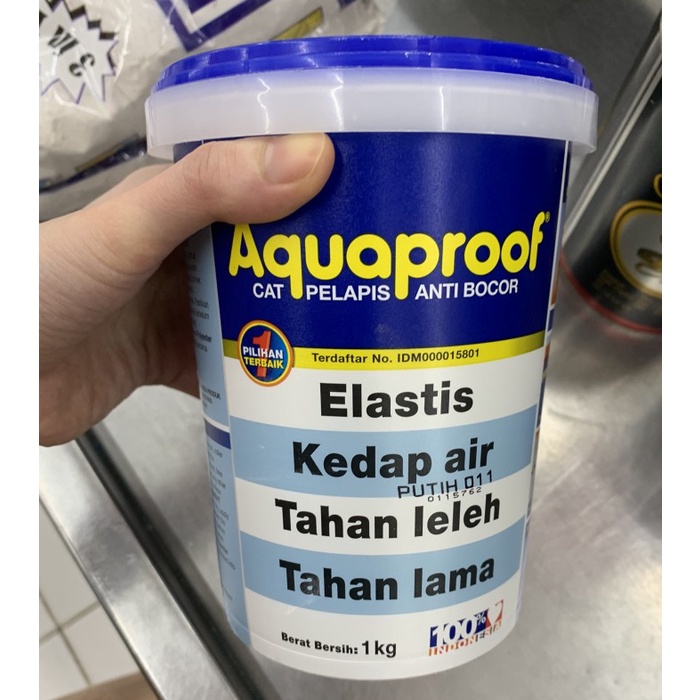 Aquaproof®
CAT PELAPIS ANTI BOCOR
1
PILIHAN
TERBAIK
Terdaftar No. IDM000015801
Elastis
Kedap air
PUTIH 011
0115762
Tahan leleh
Tahan lama
Berat Bersih: 1 kg
100%
INDONESIA